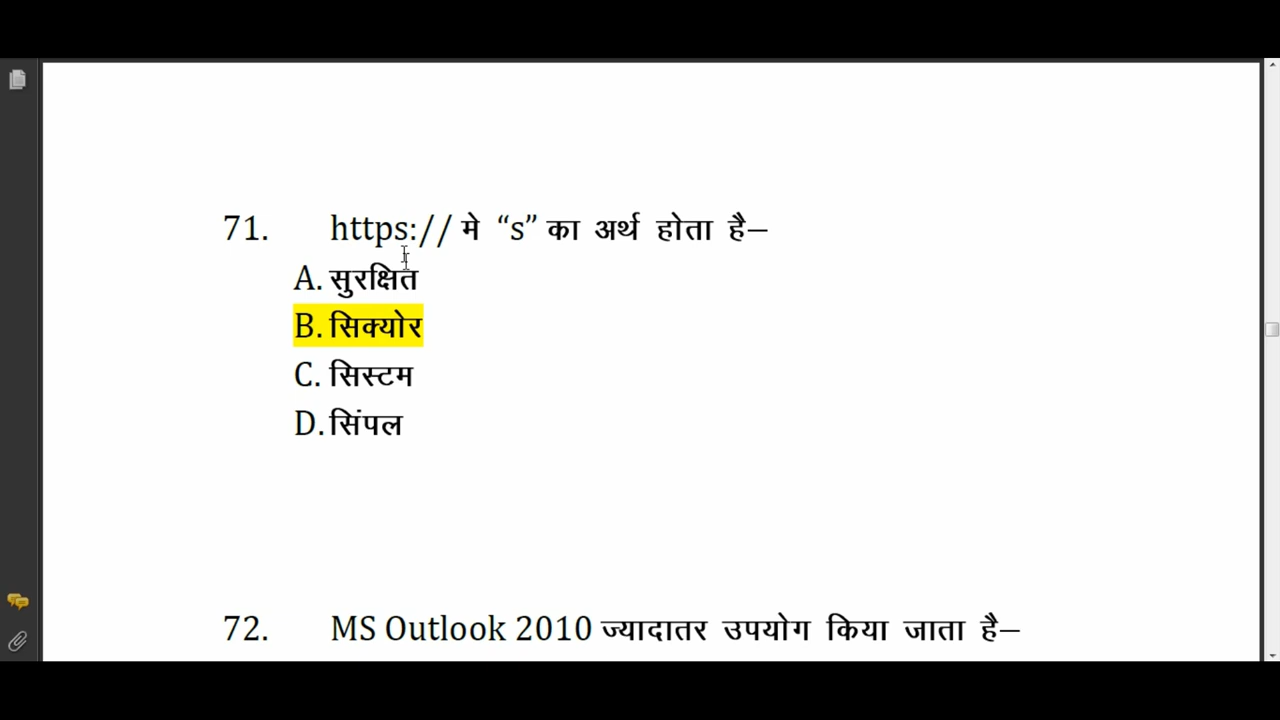 71. https:// मे “s” का अर्थ होता है–
A. सुरक्षित
B. सिक्योर
C. सिस्टम
D. सिंपल
72. MS Outlook 2010 ज्यादातर उपयोग किया जाता है–